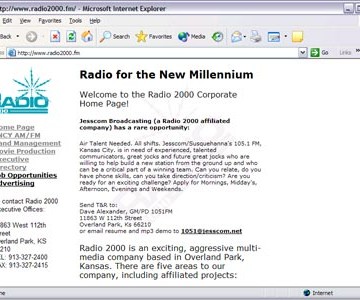 http://www.radio2000.fm/ - Microsoft Internet Explorer
File Edit View Favorites Tools Help
Back Search Favorites Media
Address http://www.radio2000.fm
RADIO
ome Page
NCY AM/FM
and Management
ovie Production
xecutive
irectory
ob Opportunities
dvertising
contact Radio 2000
xecutive Offices:
1863 West 112th
treet
verland Park, KS
6210
EL: 913-327-2400
AX: 913-327-2455
Radio for the New Millennium
Welcome to the Radio 2000 Corporate
Home Page!
Jesscom Broadcasting (a Radio 2000 affiliated
company) has a rare opportunity:
Air Talent Needed. All shifts. Jesscom/Susquehanna's 105.1 FM,
Kansas City. is in need of experienced, talented
communicators, great jocks and future great jocks who are
willing to help build a new station from the ground up and who
can be a critical part of a winning team. Can you relate, do you
have phone skills, can you take direction/criticism? Are you
ready for an exciting challenge? Apply for Mornings, Midday's,
Afternoon, Evenings and Weekends.
Send T&R to:
Dave Alexander, GM/PD 1051FM
11863 W 112th Street
Overland Park, Ks 66210
or email resume and mp3 demo to 1051@jesscom.net
Radio 2000 is an exciting, aggressive multi-
media company based in Overland Park,
Kansas. There are five areas to our
company, including affiliated projects:
Internet